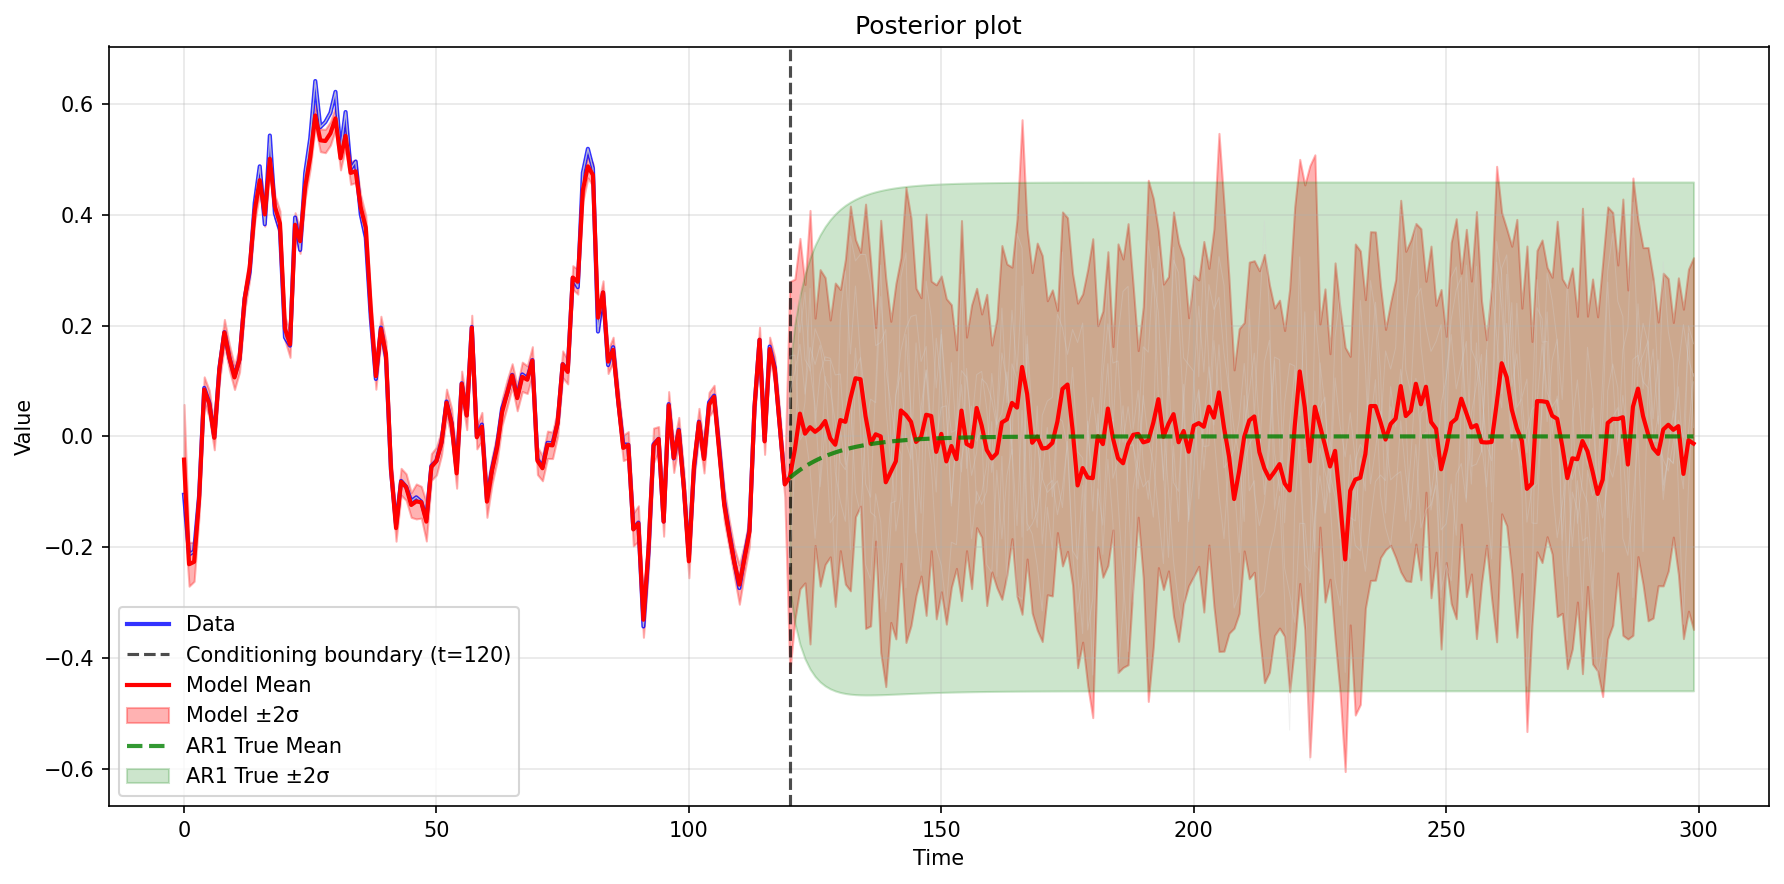 Posterior plot
Value
0.6
0.4
0.2
0.0
−0.2
−0.4
−0.6
Data
Conditioning boundary (t=120)
Model Mean
Model ±2σ
AR1 True Mean
AR1 True ±2σ
0 50 100 150 200 250 300
Time